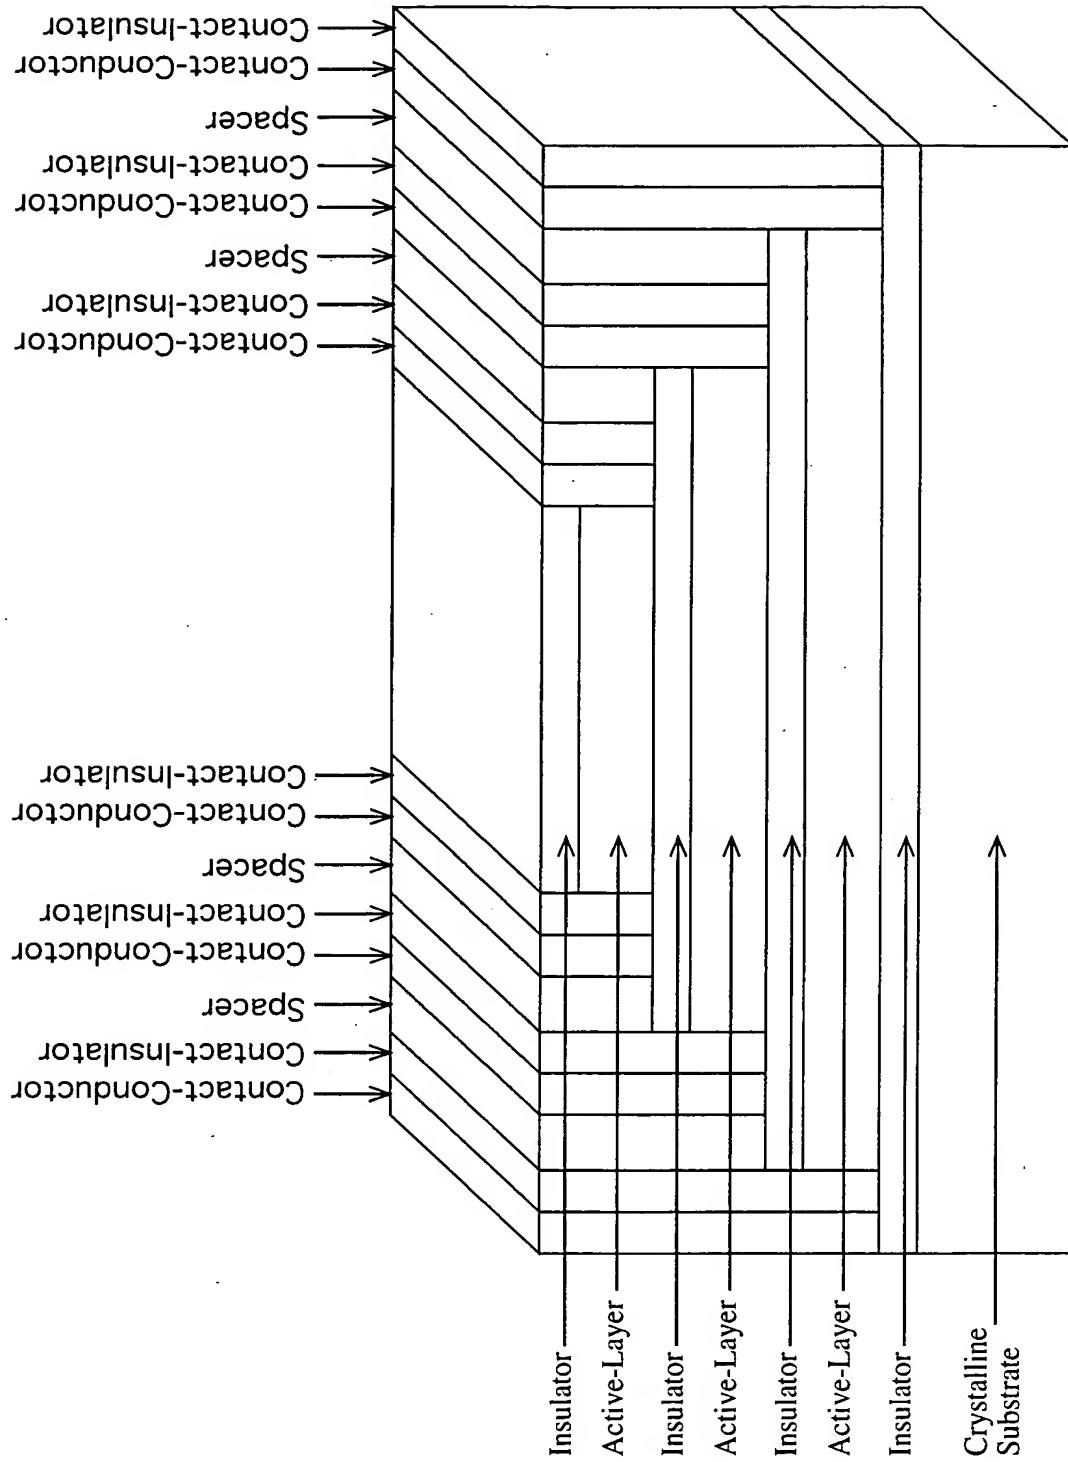 Contact-Insulator
Contact-Conductor
Spacer
Contact-Insulator
Contact-Conductor
Spacer
Contact-Insulator
Contact-Conductor
Contact-Insulator
Contact-Conductor
Spacer
Contact-Insulator
Contact-Conductor
Spacer
Contact-Insulator
Contact-Conductor
Insulator
Active-Layer
Insulator
Active-Layer
Insulator
Active-Layer
Insulator
Crystalline
Substrate